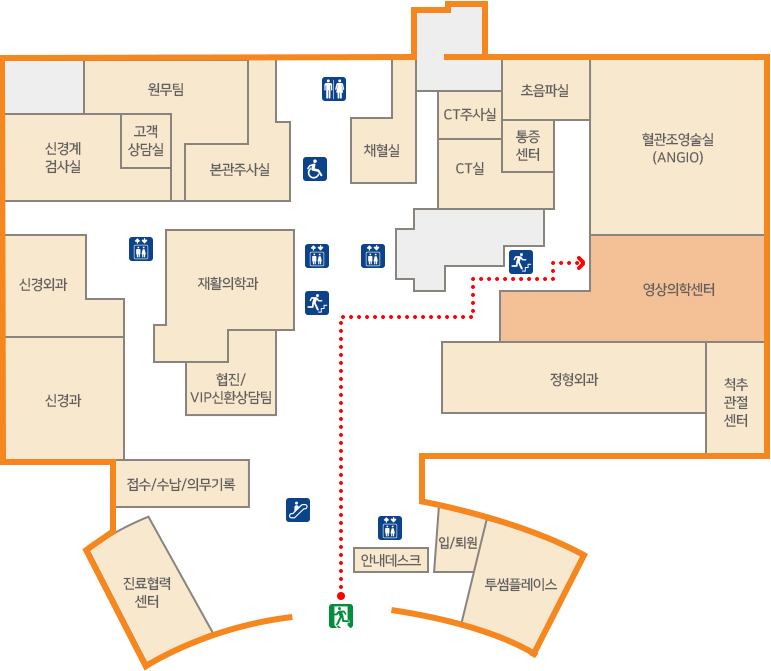 원무팀
초음파실
CT주사실
고객
상담실
신경계
검사실
본관주사실
채혈실
CT실
통증
센터
혈관조영술실
(ANGIO)
신경외과
재활의학과
영상의학센터
협진/
VIP신환상담팀
신경과
정형외과
척추
관절
센터
접수/수납/의무기록
안내데스크
입/퇴원
진료협력
센터
투썸플레이스